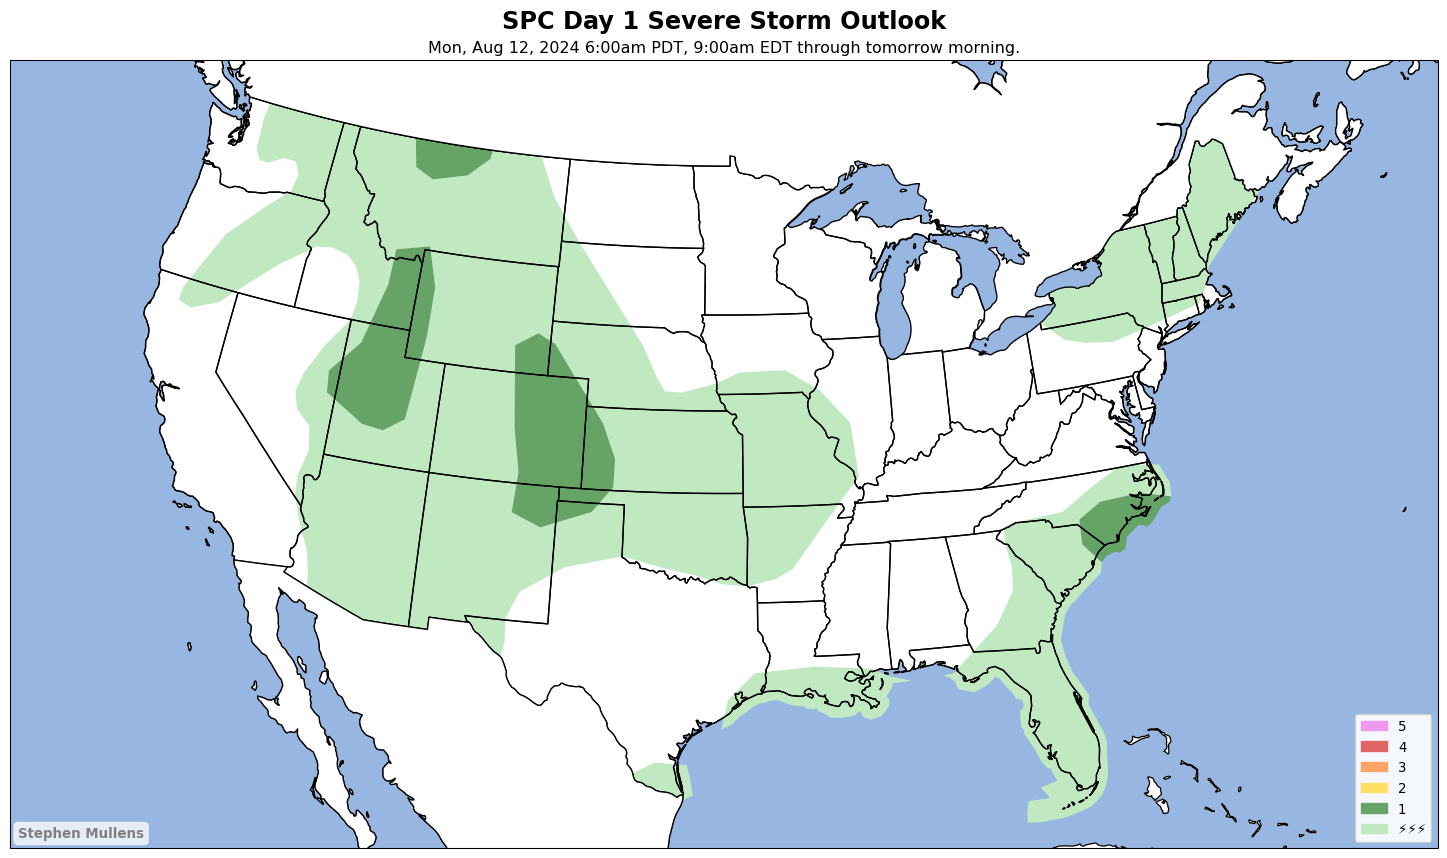 SPC Day 1 Severe Storm Outlook
Mon, Aug 12, 2024 6:00am PDT, 9:00am EDT through tomorrow morning.
5
4
3
2
1
⚡⚡⚡
Stephen Mullens